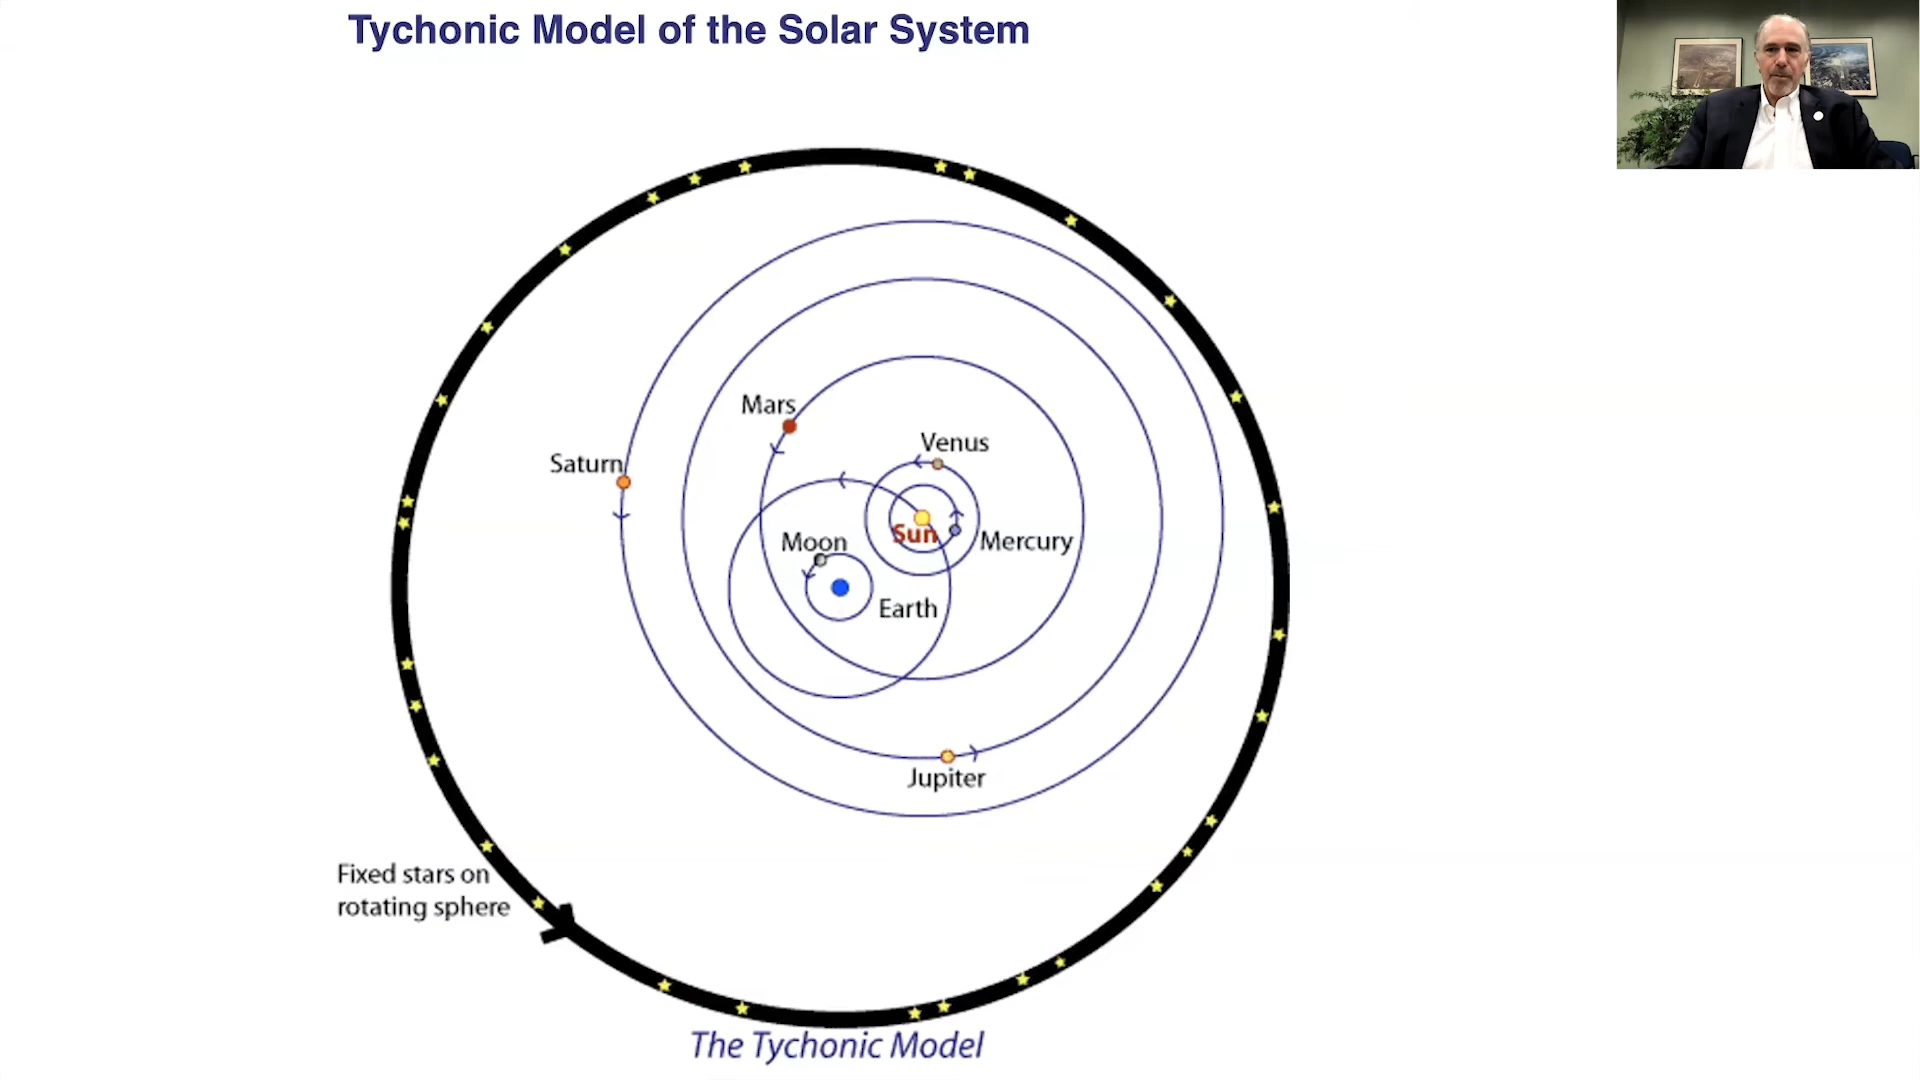 Tychonic Model of the Solar System
Mars
Venus
Saturn
Sun
Moon
Mercury
Earth
Jupiter
Fixed stars on
rotating sphere
The Tychonic Model